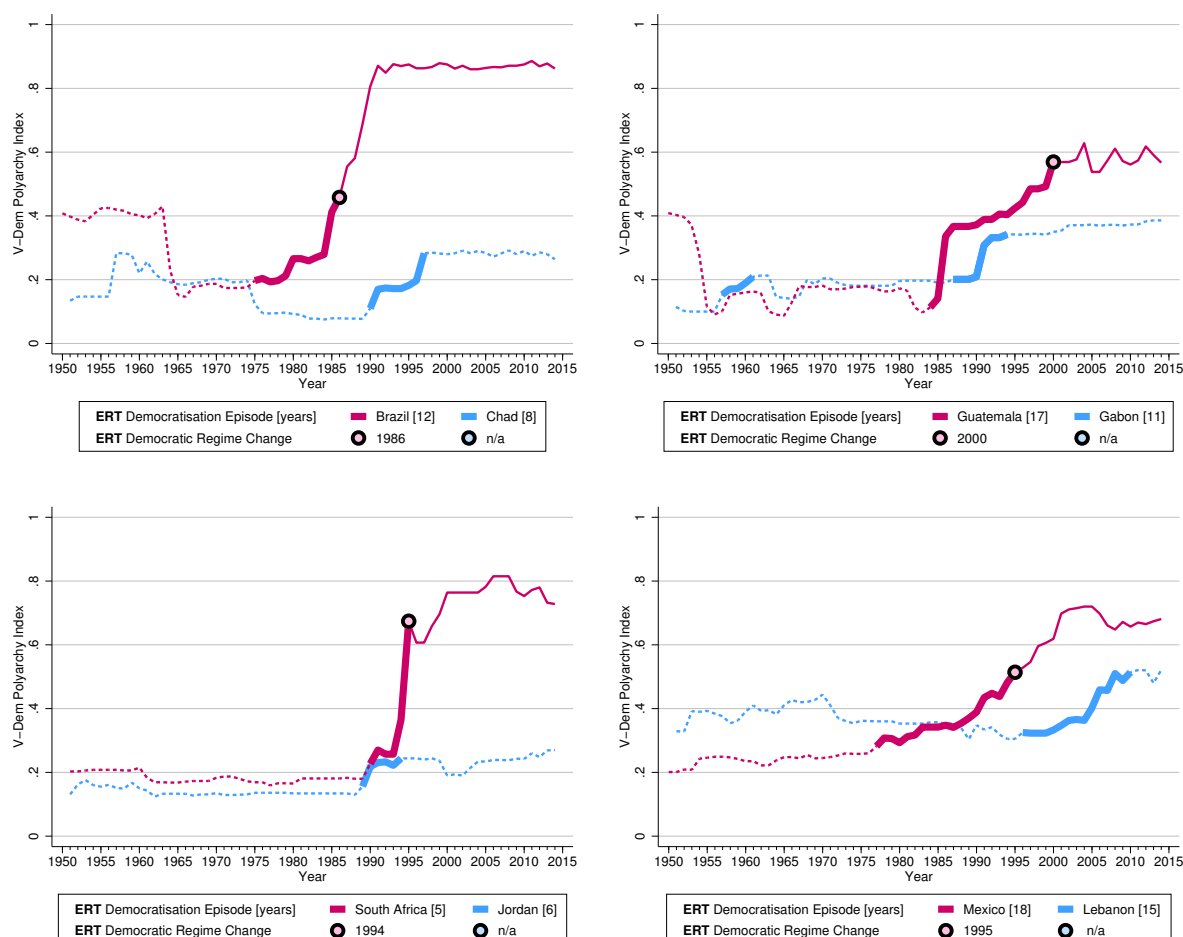 V−Dem Polyarchy Index
1
.8
.6
.4
.2
0
1950 1955 1960 1965 1970 1975 1980 1985 1990 1995 2000 2005 2010 2015
Year
ERT Democratisation Episode [years] Brazil [12] Chad [8]
ERT Democratic Regime Change 1986 n/a
V−Dem Polyarchy Index
1
.8
.6
.4
.2
0
1950 1955 1960 1965 1970 1975 1980 1985 1990 1995 2000 2005 2010 2015
Year
ERT Democratisation Episode [years] Guatemala [17] Gabon [11]
ERT Democratic Regime Change 2000 n/a
V−Dem Polyarchy Index
1
.8
.6
.4
.2
0
1950 1955 1960 1965 1970 1975 1980 1985 1990 1995 2000 2005 2010 2015
Year
ERT Democratisation Episode [years] South Africa [5] Jordan [6]
ERT Democratic Regime Change 1994 n/a
V−Dem Polyarchy Index
1
.8
.6
.4
.2
0
1950 1955 1960 1965 1970 1975 1980 1985 1990 1995 2000 2005 2010 2015
Year
ERT Democratisation Episode [years] Mexico [18] Lebanon [15]
ERT Democratic Regime Change 1995 n/a